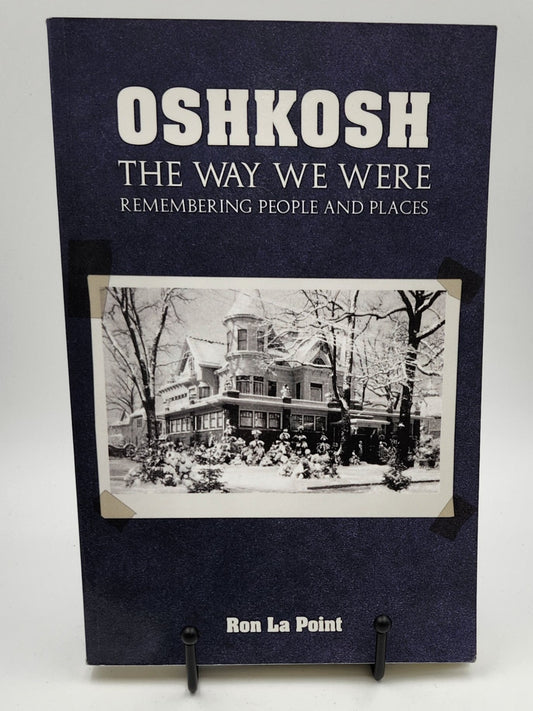 OSHKOSH
THE WAY WE WERE
REMEMBERING PEOPLE AND PLACES
Ron La Point